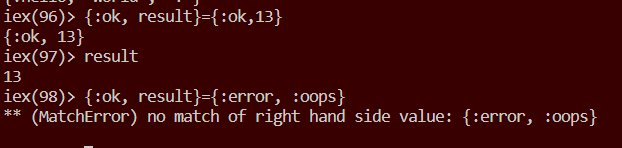 iex(96)> {:ok, result}={:ok,13}
{:ok, 13}
iex(97)> result
13
iex(98)> {:ok, result}={:error, :oops}
** (MatchError) no match of right hand side value: {:error, :oops}